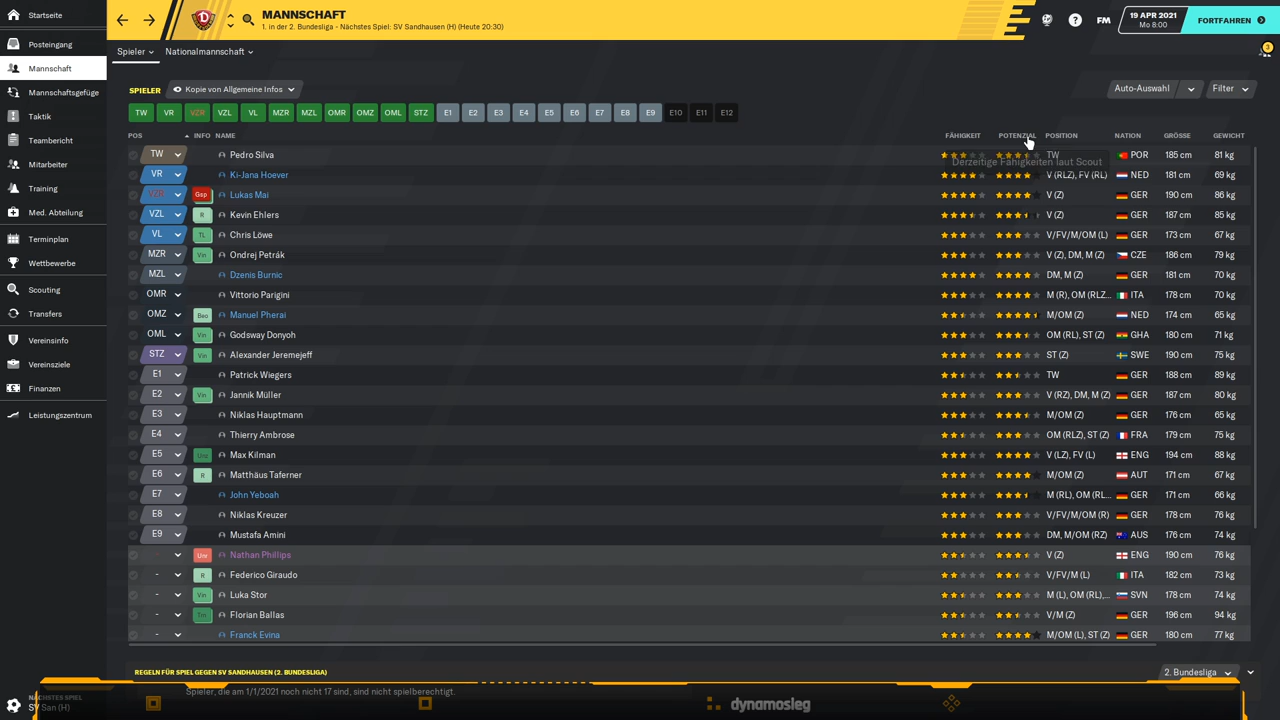 Startseite
Posteingang
Mannschaft
Mannschaftsgefüge
Taktik
Teambericht
Mitarbeiter
Training
Med. Abteilung
Terminplan
Wettbewerbe
Scouting
Transfers
Vereinsinfo
Vereinsziele
Finanzen
Leistungszentrum
NÄCHSTES SPIEL
SV San (H)
MANNSCHAFT
1. in der 2. Bundesliga - Nächstes Spiel: SV Sandhausen (H) (Heute 20:30)
FM
19 APR 2021
Mo 8:00
FORTFAHREN
Spieler Nationalmannschaft
3
SPIELER Kopie von Allgemeine Infos Auto-Auswahl Filter
TW VR VZR VZL VL MZR MZL OMR OMZ OML STZ E1 E2 E3 E4 E5 E6 E7 E8 E9 E10 E11 E12
POS INFO NAME FÄHIGKEIT POTENZIAL POSITION NATION GRÖSSE GEWICHT
Derzeitige Fähigkeiten laut Scout
TW Pedro Silva TW POR 185 cm 81 kg
VR Ki-Jana Hoever V (RLZ), FV (RL) NED 181 cm 69 kg
VZR Gsp Lukas Mai V (Z) GER 190 cm 86 kg
VZL R Kevin Ehlers V (Z) GER 187 cm 85 kg
VL TL Chris Löwe V/FV/M/OM (L) GER 173 cm 67 kg
MZR Vin Ondrej Petrák V (Z), DM, M (Z) CZE 186 cm 79 kg
MZL Dzenis Burnic DM, M (Z) GER 181 cm 70 kg
OMR Vittorio Parigini M (R), OM (RLZ... ITA 178 cm 70 kg
OMZ Beo Manuel Pherai M/OM (Z) NED 174 cm 65 kg
OML Vin Godsway Donyoh OM (RL), ST (Z) GHA 180 cm 71 kg
STZ Vin Alexander Jeremejeff ST (Z) SWE 190 cm 75 kg
E1 Patrick Wiegers TW GER 188 cm 89 kg
E2 Vin Jannik Müller V (RZ), DM, M (Z) GER 187 cm 80 kg
E3 Niklas Hauptmann M/OM (Z) GER 176 cm 65 kg
E4 Thierry Ambrose OM (RLZ), ST (Z) FRA 179 cm 75 kg
E5 Unz Max Kilman V (LZ), FV (L) ENG 194 cm 88 kg
E6 R Matthäus Taferner M/OM (Z) AUT 171 cm 67 kg
E7 John Yeboah M (RL), OM (RL... GER 171 cm 66 kg
E8 Niklas Kreuzer V/FV/M/OM (R) GER 178 cm 76 kg
E9 Mustafa Amini DM, M/OM (RZ) AUS 176 cm 74 kg
- Unv Nathan Phillips V (Z) ENG 190 cm 76 kg
- R Federico Giraudo V/FV/M (L) ITA 182 cm 73 kg
- Vin Luka Stor M (L), OM (RL),... SVN 178 cm 74 kg
- Trn Florian Ballas V/M (Z) GER 196 cm 94 kg
- Franck Evina M/OM (L), ST (Z) GER 180 cm 77 kg
REGELN FÜR SPIEL GEGEN SV SANDHAUSEN (2. BUNDESLIGA) 2. Bundesliga
Spieler, die am 1/1/2021 noch nicht 17 sind, sind nicht spielberechtigt.
dynamosleg